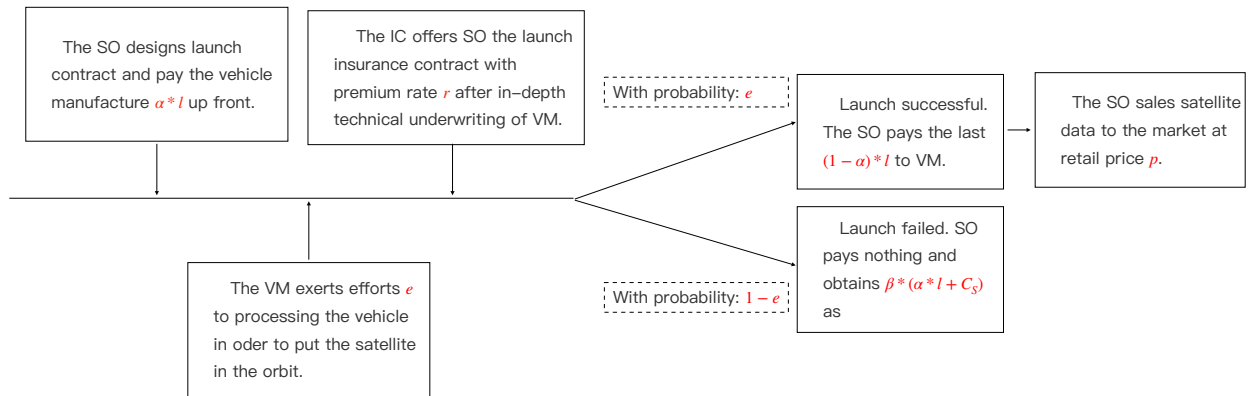 The SO designs launch
contract and pay the vehicle
manufacture α * l up front.
The IC offers SO the launch
insurance contract with
premium rate r after in-depth
technical underwriting of VM.
The VM exerts efforts e
to processing the vehicle
in oder to put the satellite
in the orbit.
With probability: e
Launch successful.
The SO pays the last
(1 − α) * l to VM.
The SO sales satellite
data to the market at
retail price p.
With probability: 1 − e
Launch failed. SO
pays nothing and
obtains β * (α * l + C_S)
as